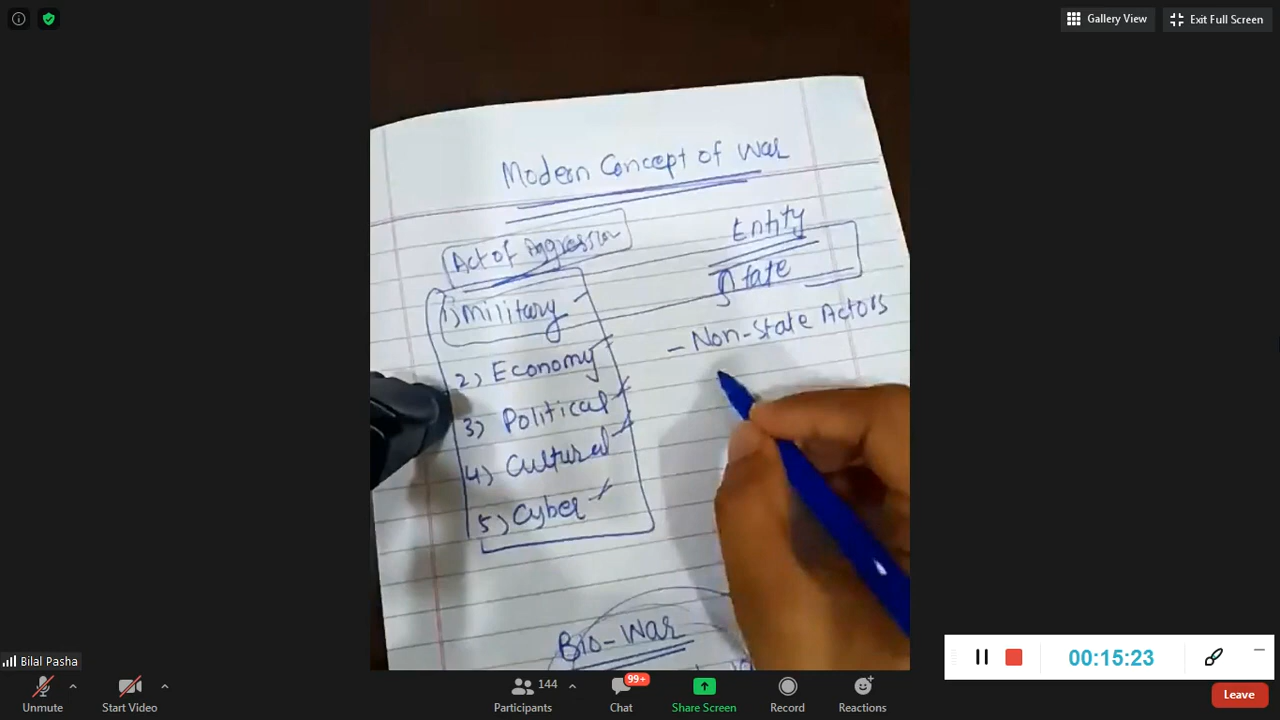 Gallery View
Exit Full Screen
Modern Concept of War
Act of Aggression
Entity
State
1) Military
- Non-State Actors
2) Economy
3) Political
4) Cultural
5) Cyber
Bio-War
Bilal Pasha
00:15:23
Unmute
Start Video
144
Participants
99+
Chat
Share Screen
Record
Reactions
Leave